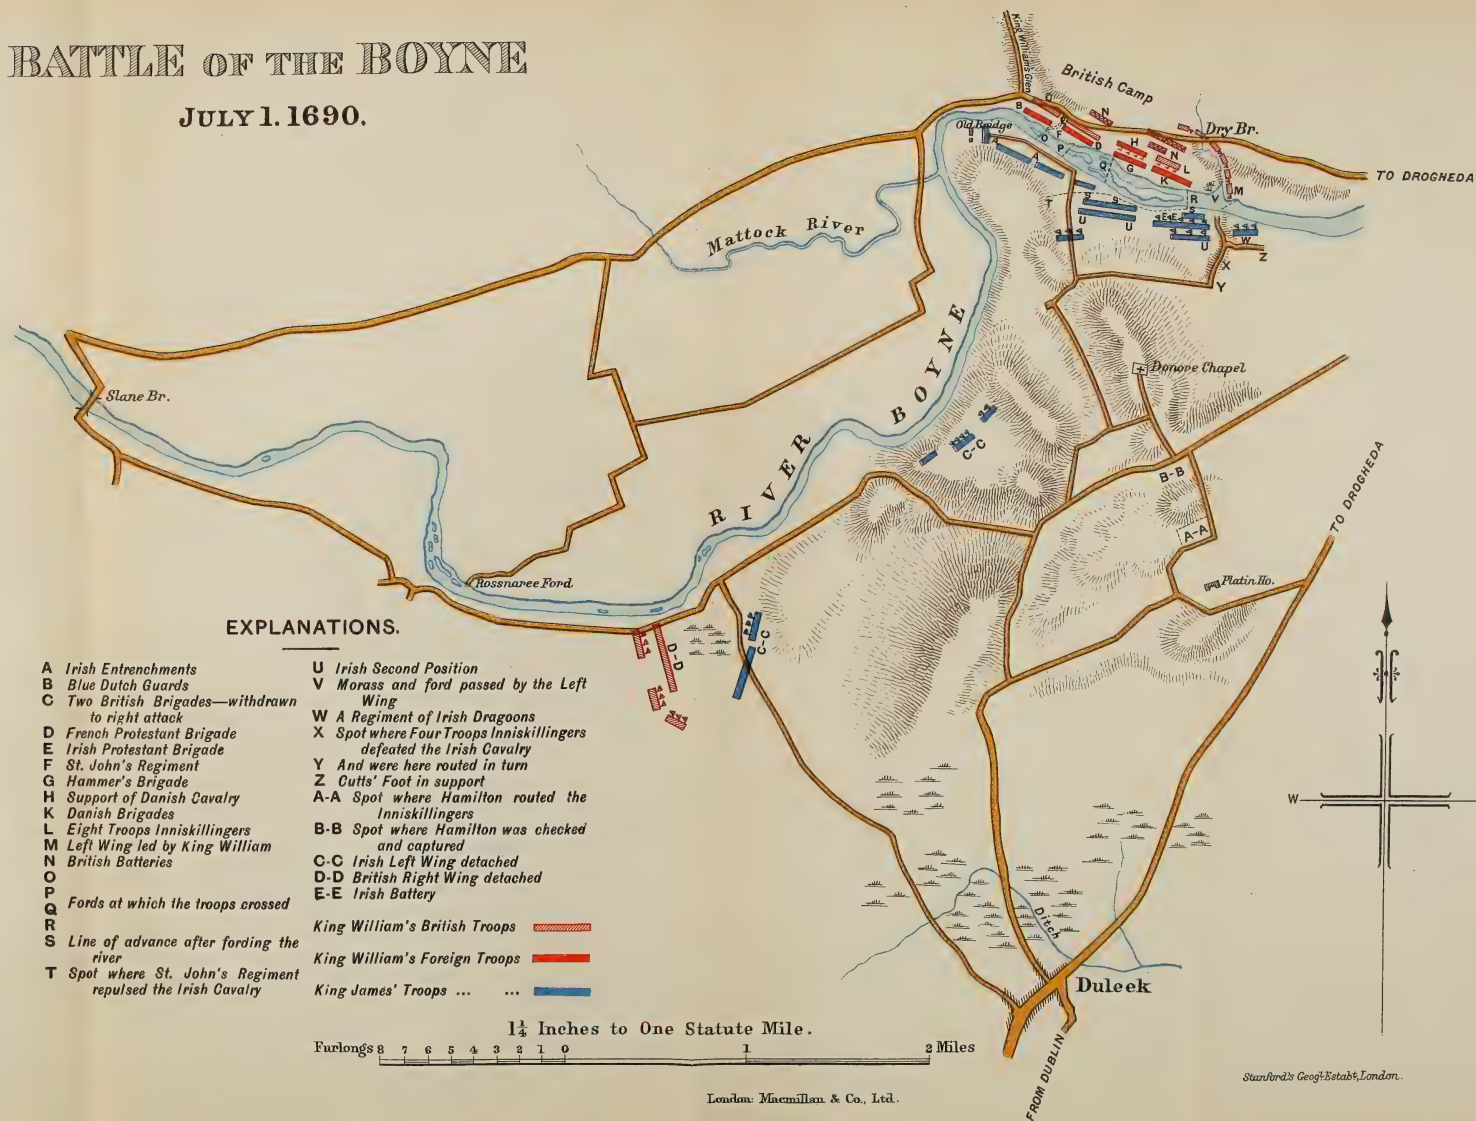 BATTLE OF THE BOYNE
JULY 1. 1690.
King William's Glen
British Camp
Old Bridge
Dry Br.
TO DROGHEDA
B
C
N
E
F
O
P
D
A
A
H
N
Q
G
L
K
M
V
R
T
S
S
S
E-E
U
U
U
W
X
Z
Y
Mattock River
RIVER BOYNE
Slane Br.
Donore Chapel
C-C
B-B
A-A
TO DROGHEDA
Platin Ho.
Rossnaree Ford
D-D
C-C
W
Ditch
Duleek
FROM DUBLIN
EXPLANATIONS.
A Irish Entrenchments
B Blue Dutch Guards
C Two British Brigades—withdrawn
to right attack
D French Protestant Brigade
E Irish Protestant Brigade
F St. John's Regiment
G Hammer's Brigade
H Support of Danish Cavalry
K Danish Brigades
L Eight Troops Inniskillingers
M Left Wing led by King William
N British Batteries
O
P
Q Fords at which the troops crossed
R
S Line of advance after fording the
river
T Spot where St. John's Regiment
repulsed the Irish Cavalry
U Irish Second Position
V Morass and ford passed by the Left
Wing
W A Regiment of Irish Dragoons
X Spot where Four Troops Inniskillingers
defeated the Irish Cavalry
Y And were here routed in turn
Z Cutts' Foot in support
A-A Spot where Hamilton routed the
Inniskillingers
B-B Spot where Hamilton was checked
and captured
C-C Irish Left Wing detached
D-D British Right Wing detached
E-E Irish Battery
King William's British Troops
King William's Foreign Troops
King James' Troops ... ...
1¼ Inches to One Statute Mile.
Furlongs 8 7 6 5 4 3 2 1 0 1 2 Miles
London: Macmillan & Co., Ltd.
Stanford's Geogl. Estabt., London.